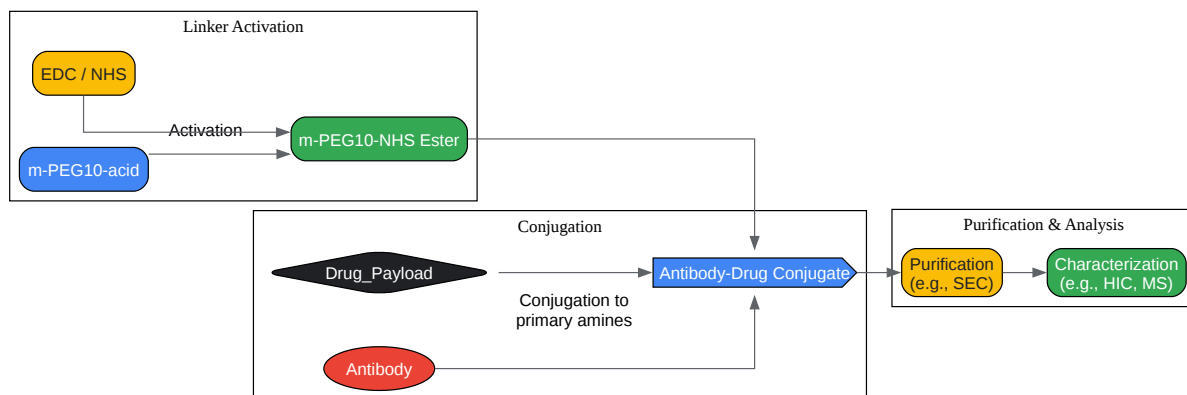 Linker Activation
EDC / NHS
Activation
m-PEG10-NHS Ester
m-PEG10-acid
Conjugation
Drug_Payload
Antibody-Drug Conjugate
Conjugation to
primary amines
Antibody
Purification & Analysis
Purification
(e.g., SEC)
Characterization
(e.g., HIC, MS)